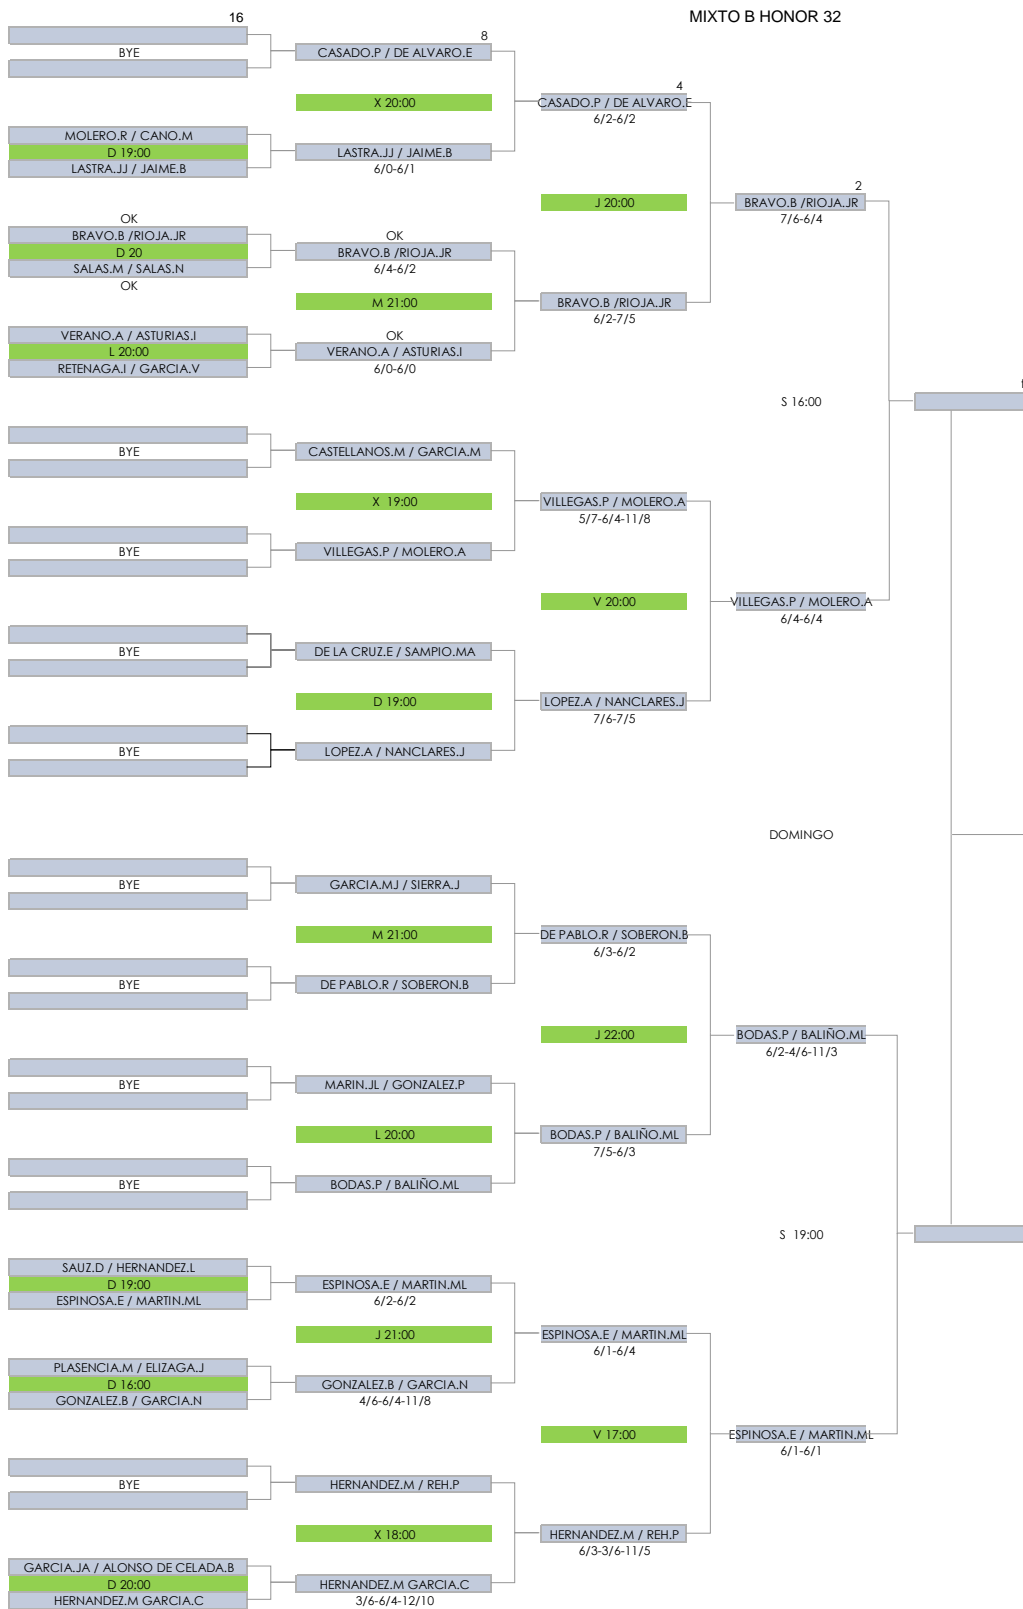 MIXTO B HONOR 32
16
8
4
2
BYE
CASADO.P / DE ALVARO.E
X 20:00
CASADO.P / DE ALVARO.E
6/2-6/2
MOLERO.R / CANO.M
D 19:00
LASTRA.JJ / JAIME.B
LASTRA.JJ / JAIME.B
6/0-6/1
J 20:00
BRAVO.B /RIOJA.JR
7/6-6/4
OK
BRAVO.B /RIOJA.JR
D 20
SALAS.M / SALAS.N
OK
OK
BRAVO.B /RIOJA.JR
6/4-6/2
M 21:00
BRAVO.B /RIOJA.JR
6/2-7/5
VERANO.A / ASTURIAS.I
L 20:00
RETENAGA.I / GARCIA.V
OK
VERANO.A / ASTURIAS.I
6/0-6/0
S 16:00
BYE
CASTELLANOS.M / GARCIA.M
X  19:00
VILLEGAS.P / MOLERO.A
5/7-6/4-11/8
BYE
VILLEGAS.P / MOLERO.A
V 20:00
VILLEGAS.P / MOLERO.A
6/4-6/4
BYE
DE LA CRUZ.E / SAMPIO.MA
D 19:00
LOPEZ.A / NANCLARES.J
7/6-7/5
BYE
LOPEZ.A / NANCLARES.J
DOMINGO
BYE
GARCIA.MJ / SIERRA.J
M 21:00
DE PABLO.R / SOBERON.B
6/3-6/2
BYE
DE PABLO.R / SOBERON.B
J 22:00
BODAS.P / BALIÑO.ML
6/2-4/6-11/3
BYE
MARIN.JL / GONZALEZ.P
L 20:00
BODAS.P / BALIÑO.ML
7/5-6/3
BYE
BODAS.P / BALIÑO.ML
S  19:00
SAUZ.D / HERNANDEZ.L
D 19:00
ESPINOSA.E / MARTIN.ML
ESPINOSA.E / MARTIN.ML
6/2-6/2
J 21:00
ESPINOSA.E / MARTIN.ML
6/1-6/4
PLASENCIA.M / ELIZAGA.J
D 16:00
GONZALEZ.B / GARCIA.N
GONZALEZ.B / GARCIA.N
4/6-6/4-11/8
V 17:00
ESPINOSA.E / MARTIN.ML
6/1-6/1
BYE
HERNANDEZ.M / REH.P
X 18:00
HERNANDEZ.M / REH.P
6/3-3/6-11/5
GARCIA.JA / ALONSO DE CELADA.B
D 20:00
HERNANDEZ.M GARCIA.C
HERNANDEZ.M GARCIA.C
3/6-6/4-12/10